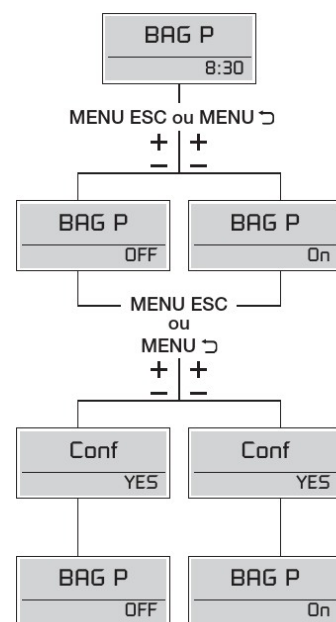 BAG P
8:30
MENU ESC ou MENU ⮌
+ +
− −
BAG P BAG P
OFF On
MENU ESC
ou
MENU ⮌
+ +
− −
Conf Conf
YES YES
BAG P BAG P
OFF On